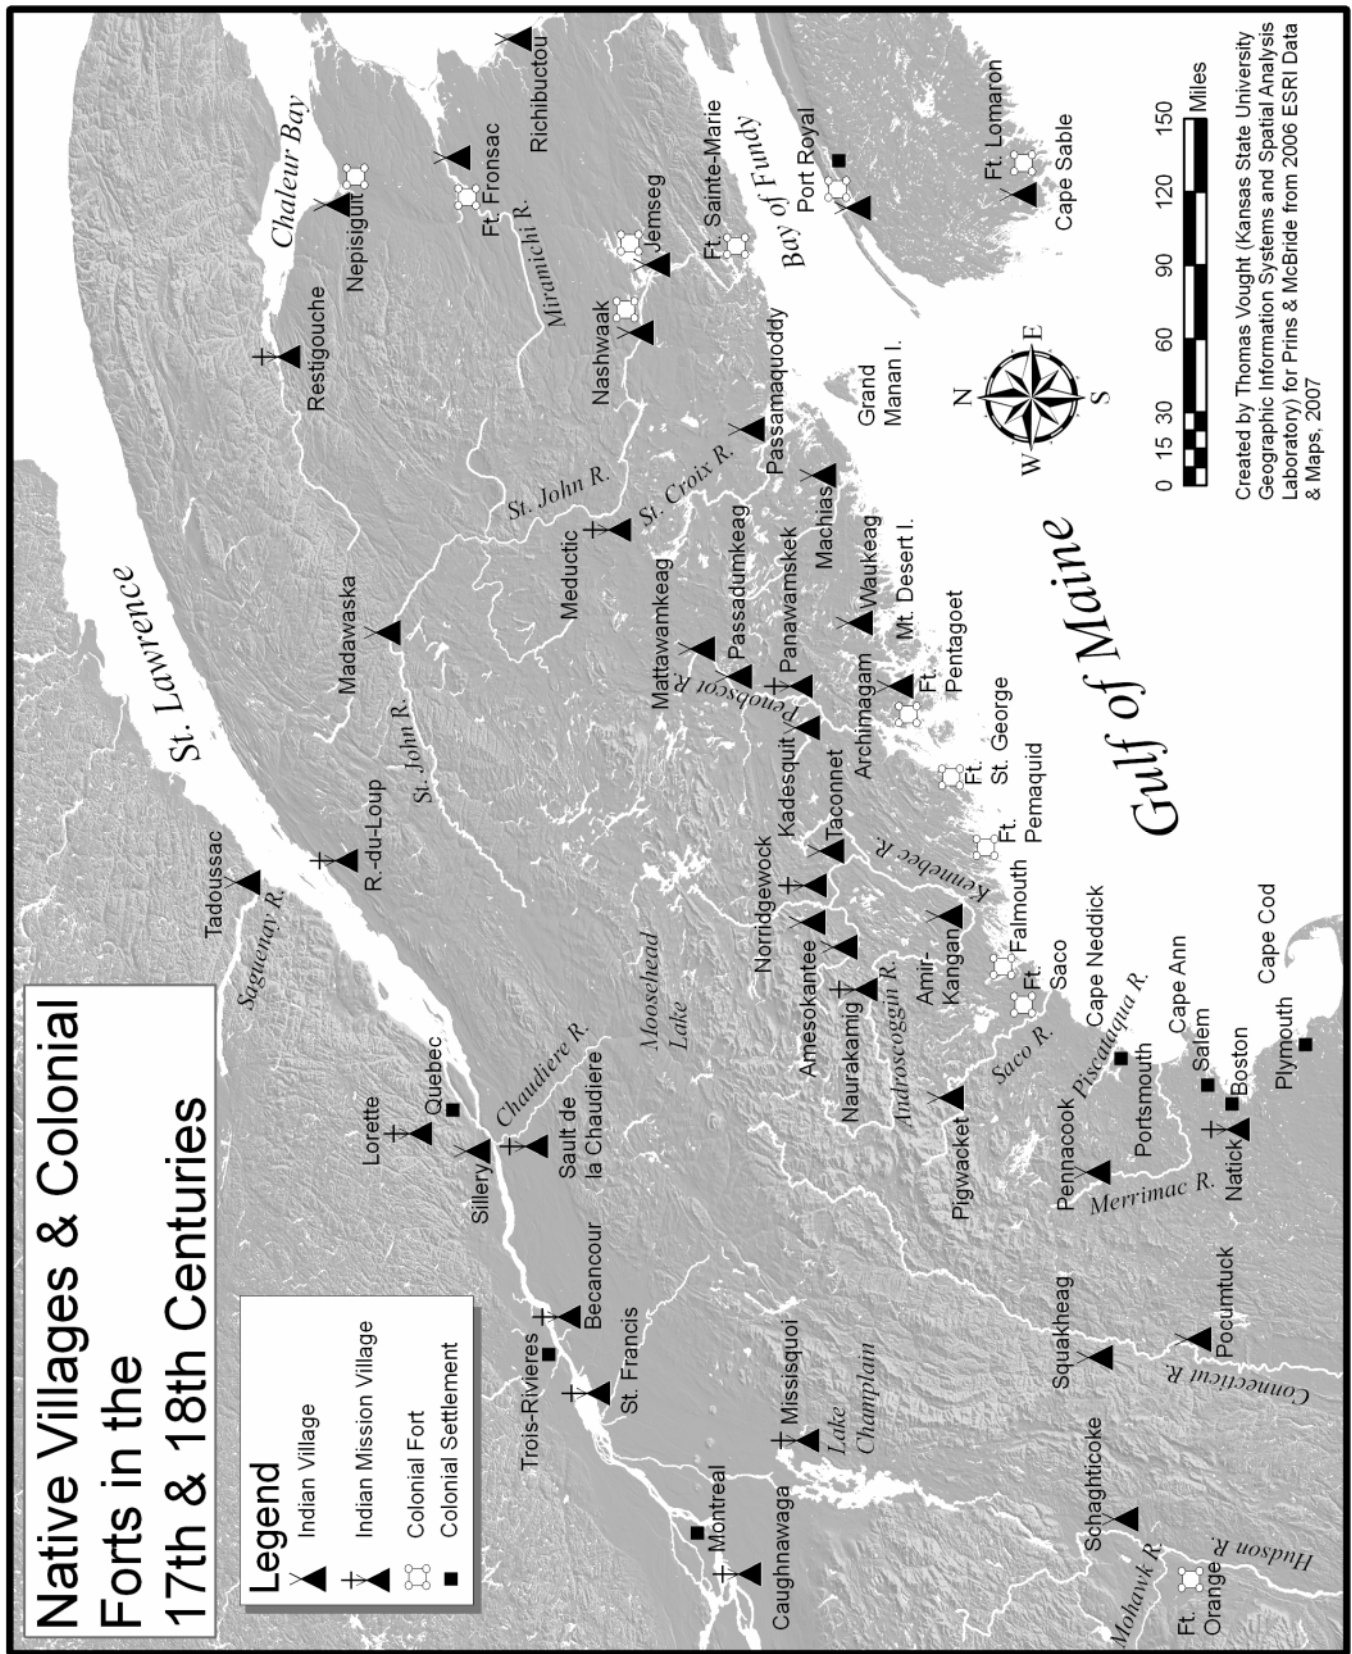 Native Villages & Colonial
Forts in the
17th & 18th Centuries
Legend
Indian Village
Indian Mission Village
Colonial Fort
Colonial Settlement
St. Lawrence
Chaleur Bay
Tadoussac
Saguenay R.
R.-du-Loup
Restigouche
Nepisiguit
Madawaska
St. John R.
Ft. Fronsac
Miramichi R.
Richibuctou
Lorette
Quebec
Sillery
Chaudiere R.
Sault de
la Chaudiere
Meductic
St. John R.
Nashwaak
Jemseg
Ft. Sainte-Marie
Bay of Fundy
Port Royal
St. Croix R.
Passamaquoddy
Grand
Manan I.
Ft. Lomaron
Cape Sable
Trois-Rivieres
Becancour
St. Francis
Moosehead
Lake
Mattawamkeag
Passadumkeag
Penobscot R.
Panawamskek
Machias
Waukeag
Mt. Desert I.
Kadesquit
Archimagam
Ft.
Pentagoet
Taconnet
Norridgewock
Kennebec R.
Ft.
St. George
Ft.
Pemaquid
Amesokantee
Naurakamig
Androscoggin R.
Amir-
Kangan
Falmouth
Ft.
Saco
Saco R.
Pigwacket
Gulf of Maine
Montreal
Caughnawaga
Missisquoi
Lake
Champlain
Cape Neddick
Piscataqua R.
Portsmouth
Pennacook
Merrimac R.
Cape Ann
Salem
Boston
Natick
Plymouth
Cape Cod
Squakheag
Pocumtuck
Connecticut R.
Schaghticoke
Mohawk R.
Hudson R.
Ft.
Orange
N
W
E
S
0 15 30 60 90 120 150
Miles
Created by Thomas Vought (Kansas State University
Geographic Information Systems and Spatial Analysis
Laboratory) for Prins & McBride from 2006 ESRI Data
& Maps, 2007